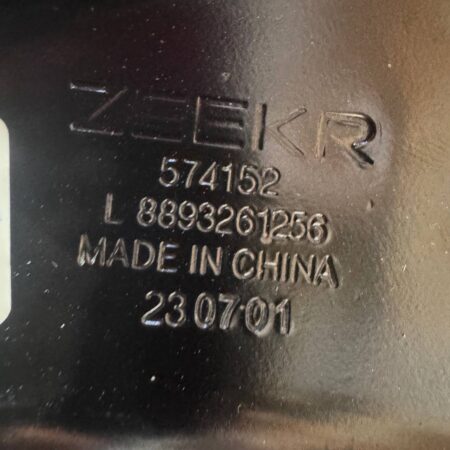 ZEEKR
574152
L 8893261256
MADE IN CHINA
23 07 01